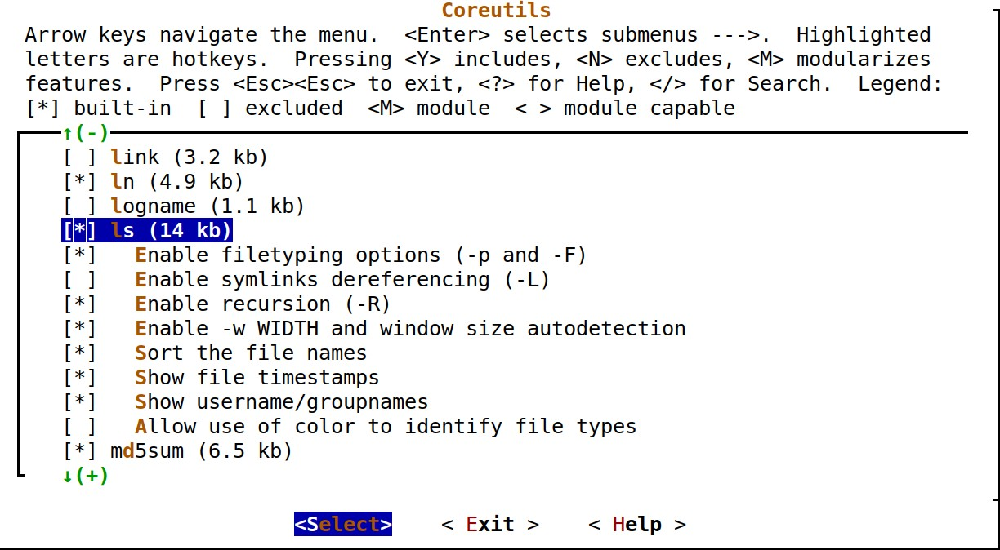 Coreutils
Arrow keys navigate the menu.  <Enter> selects submenus --->.  Highlighted
letters are hotkeys.  Pressing <Y> includes, <N> excludes, <M> modularizes
features.  Press <Esc><Esc> to exit, <?> for Help, </> for Search.  Legend:
[*] built-in  [ ] excluded  <M> module  < > module capable
↑(-)
[ ] link (3.2 kb)
[*] ln (4.9 kb)
[ ] logname (1.1 kb)
[*] ls (14 kb)
[*]   Enable filetyping options (-p and -F)
[ ]   Enable symlinks dereferencing (-L)
[*]   Enable recursion (-R)
[*]   Enable -w WIDTH and window size autodetection
[*]   Sort the file names
[*]   Show file timestamps
[*]   Show username/groupnames
[ ]   Allow use of color to identify file types
[*] md5sum (6.5 kb)
↓(+)
<Select>    < Exit >    < Help >